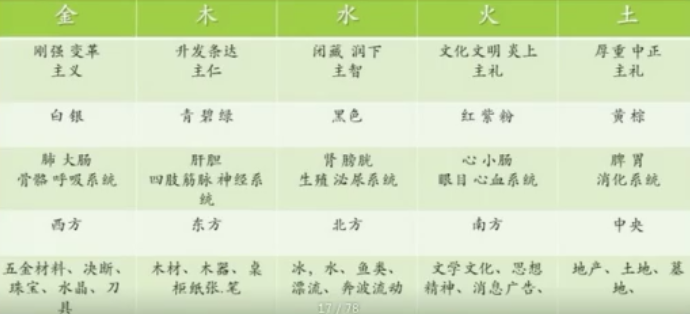 金 木 水 火 土
刚强 变革 升发条达 闭藏 润下 文化文明 炎上 厚重 中正
主义 主仁 主智 主礼 主礼
白 银 青 碧 绿 黑色 红 紫 粉 黄 棕
肺 大肠 肝胆 肾 膀胱 心 小肠 脾 胃
骨骼 呼吸系统 四肢筋脉 神经系 生殖 泌尿系统 眼目 心血系统 消化系统
统
西方 东方 北方 南方 中央
五金材料、决断、 木材、木器、桌 冰，水、鱼类、 文学文化、思想 地产、土地、墓
珠宝、水晶、刀 柜纸张.笔 漂流、奔波流动 精神、消息广告、 地、
具
17 / 78